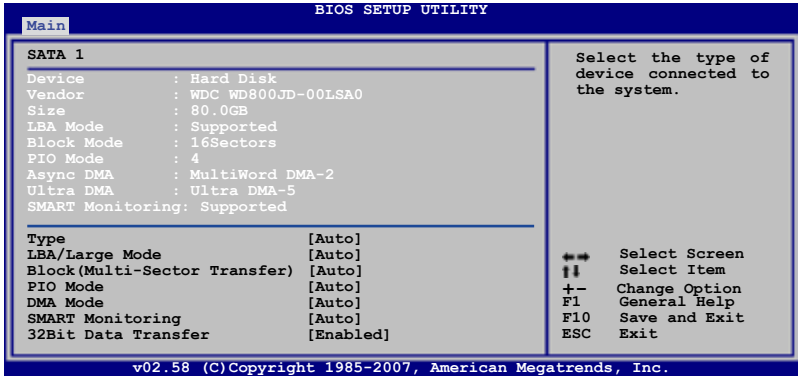 BIOS SETUP UTILITY
Main
SATA 1
Device : Hard Disk
Vendor : WDC WD800JD-00LSA0
Size : 80.0GB
LBA Mode : Supported
Block Mode : 16Sectors
PIO Mode : 4
Async DMA : MultiWord DMA-2
Ultra DMA : Ultra DMA-5
SMART Monitoring: Supported
Type [Auto]
LBA/Large Mode [Auto]
Block(Multi-Sector Transfer) [Auto]
PIO Mode [Auto]
DMA Mode [Auto]
SMART Monitoring [Auto]
32Bit Data Transfer [Enabled]
Select the type of
device connected to
the system.
←→ Select Screen
↑↓ Select Item
+- Change Option
F1 General Help
F10 Save and Exit
ESC Exit
v02.58 (C)Copyright 1985-2007, American Megatrends, Inc.